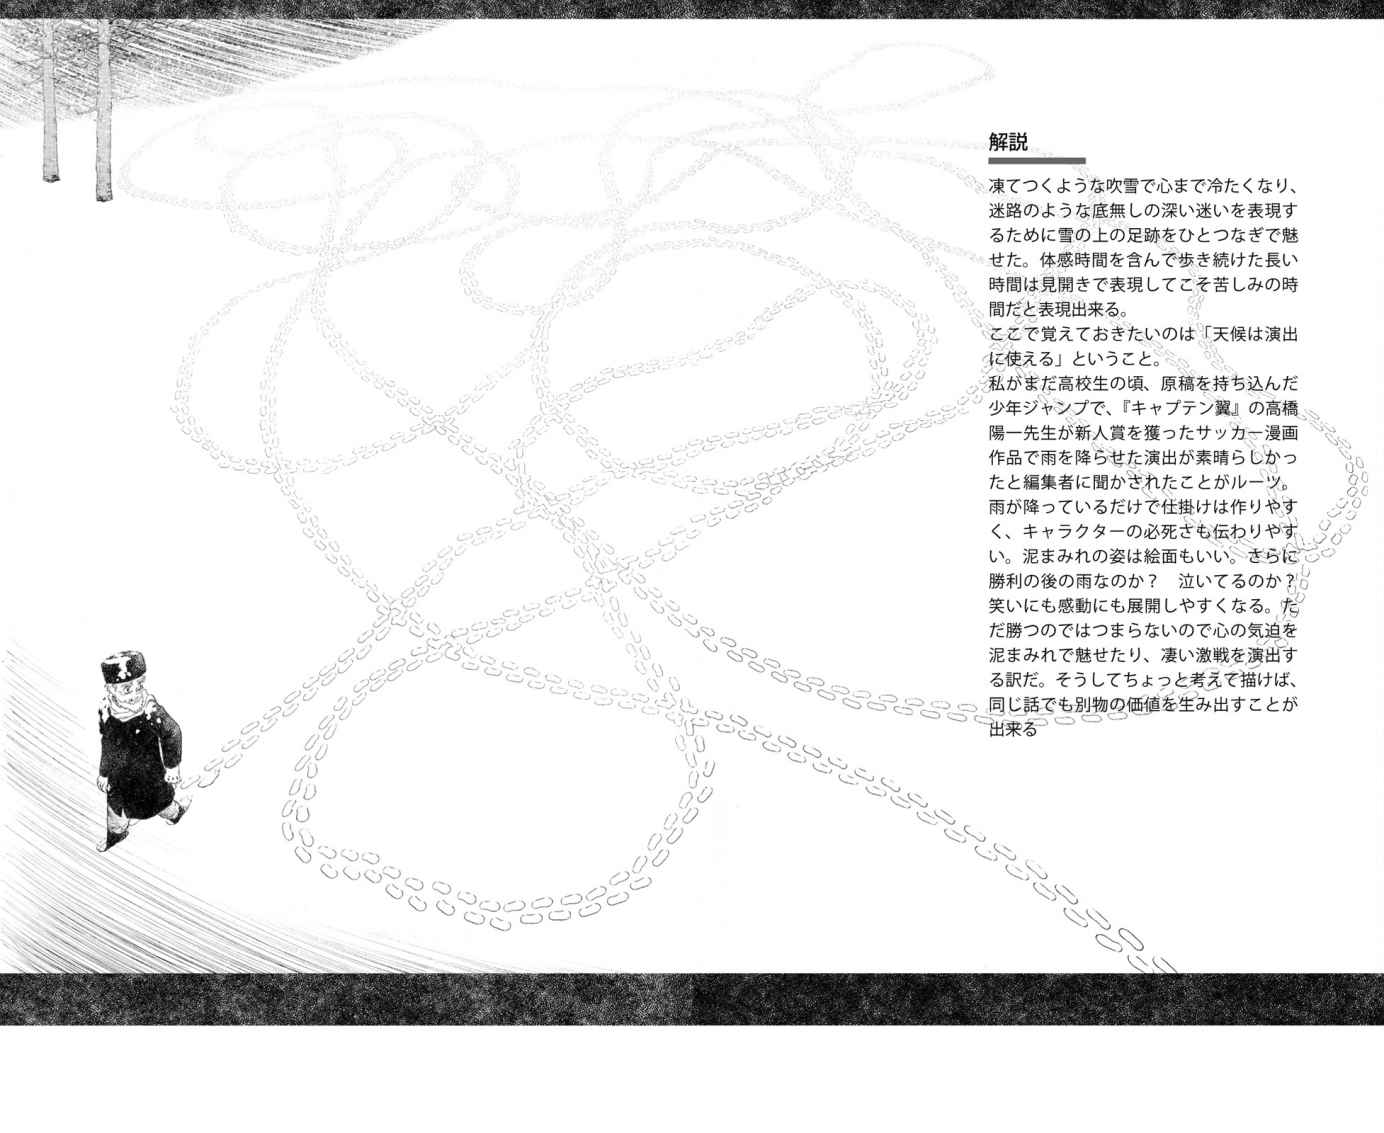 解説
凍てつくような吹雪で心まで冷たくなり、
迷路のような底無しの深い迷いを表現す
るために雪の上の足跡をひとつなぎで魅
せた。体感時間を含んで歩き続けた長い
時間は見開きで表現してこそ苦しみの時
間だと表現出来る。
ここで覚えておきたいのは「天候は演出
に使える」ということ。
私がまだ高校生の頃、原稿を持ち込んだ
少年ジャンプで、『キャプテン翼』の高橋
陽一先生が新人賞を獲ったサッカー漫画
作品で雨を降らせた演出が素晴らしかっ
たと編集者に聞かされたことがルーツ。
雨が降っているだけで仕掛けは作りやす
く、キャラクターの必死さも伝わりやす
い。泥まみれの姿は絵面もいい。さらに
勝利の後の雨なのか？　泣いてるのか？
笑いにも感動にも展開しやすくなる。た
だ勝つのではつまらないので心の気迫を
泥まみれで魅せたり、凄い激戦を演出す
る訳だ。そうしてちょっと考えて描けば、
同じ話でも別物の価値を生み出すことが
出来る